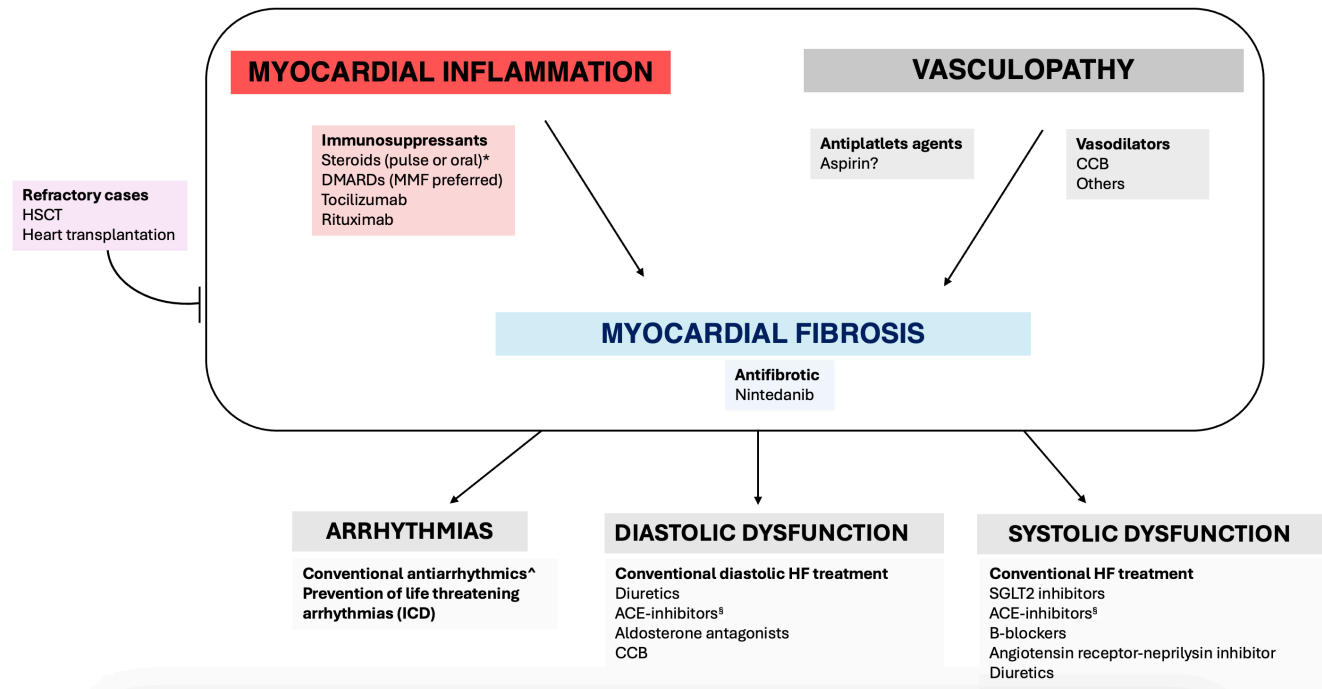 MYOCARDIAL INFLAMMATION
VASCULOPATHY
Immunosuppressants
Steroids (pulse or oral)*
DMARDs (MMF preferred)
Tocilizumab
Rituximab
Antiplatlets agents
Aspirin?
Vasodilators
CCB
Others
Refractory cases
HSCT
Heart transplantation
MYOCARDIAL FIBROSIS
Antifibrotic
Nintedanib
ARRHYTHMIAS
Conventional antiarrhythmics^
Prevention of life threatening
arrhythmias (ICD)
DIASTOLIC DYSFUNCTION
Conventional diastolic HF treatment
Diuretics
ACE-inhibitors§
Aldosterone antagonists
CCB
SYSTOLIC DYSFUNCTION
Conventional HF treatment
SGLT2 inhibitors
ACE-inhibitors§
B-blockers
Angiotensin receptor-neprilysin inhibitor
Diuretics